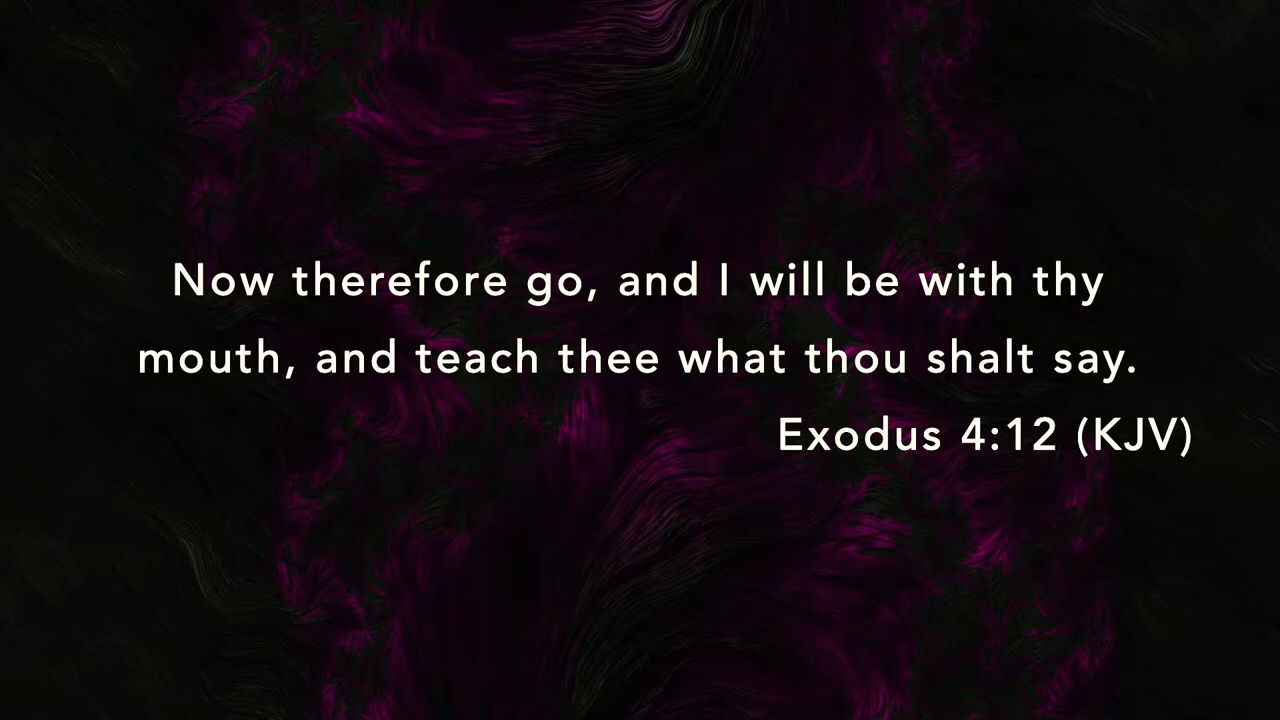 Now therefore go, and I will be with thy
mouth, and teach thee what thou shalt say.
Exodus 4:12 (KJV)